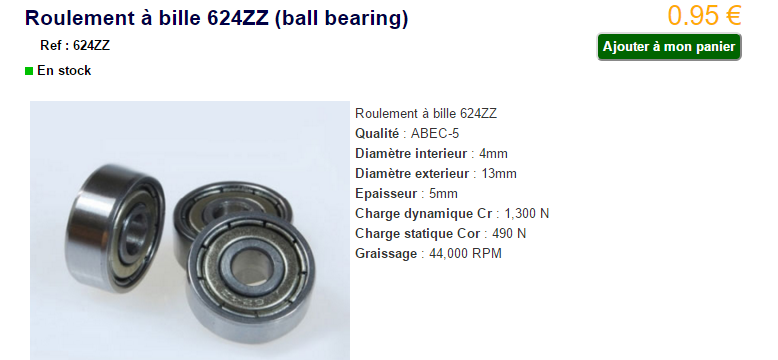 Roulement à bille 624ZZ (ball bearing)
0.95 €
Ref : 624ZZ
Ajouter à mon panier
En stock
Roulement à bille 624ZZ
Qualité : ABEC-5
Diamètre interieur : 4mm
Diamètre exterieur : 13mm
Epaisseur : 5mm
Charge dynamique Cr : 1,300 N
Charge statique Cor : 490 N
Graissage : 44,000 RPM